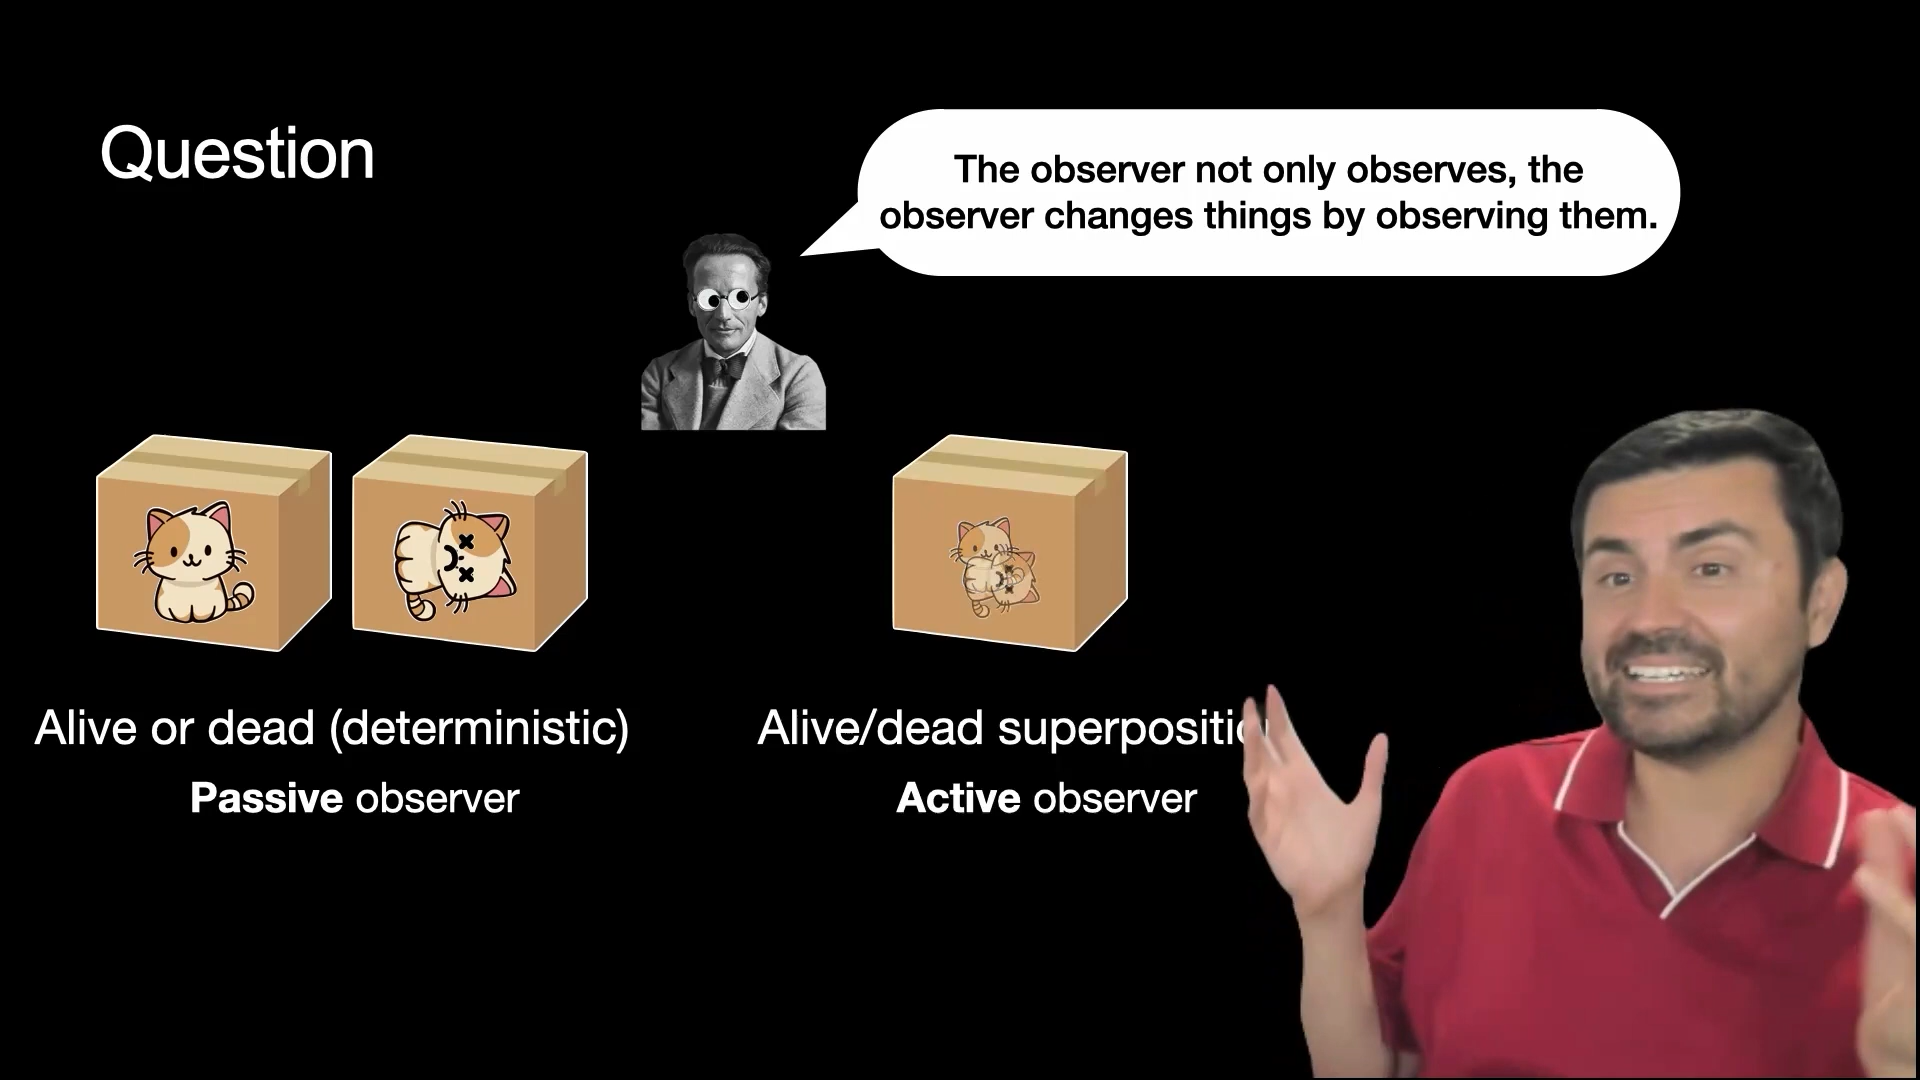 Question
The observer not only observes, the
observer changes things by observing them.
Alive or dead (deterministic)
Passive observer
Alive/dead superpositio
Active observer